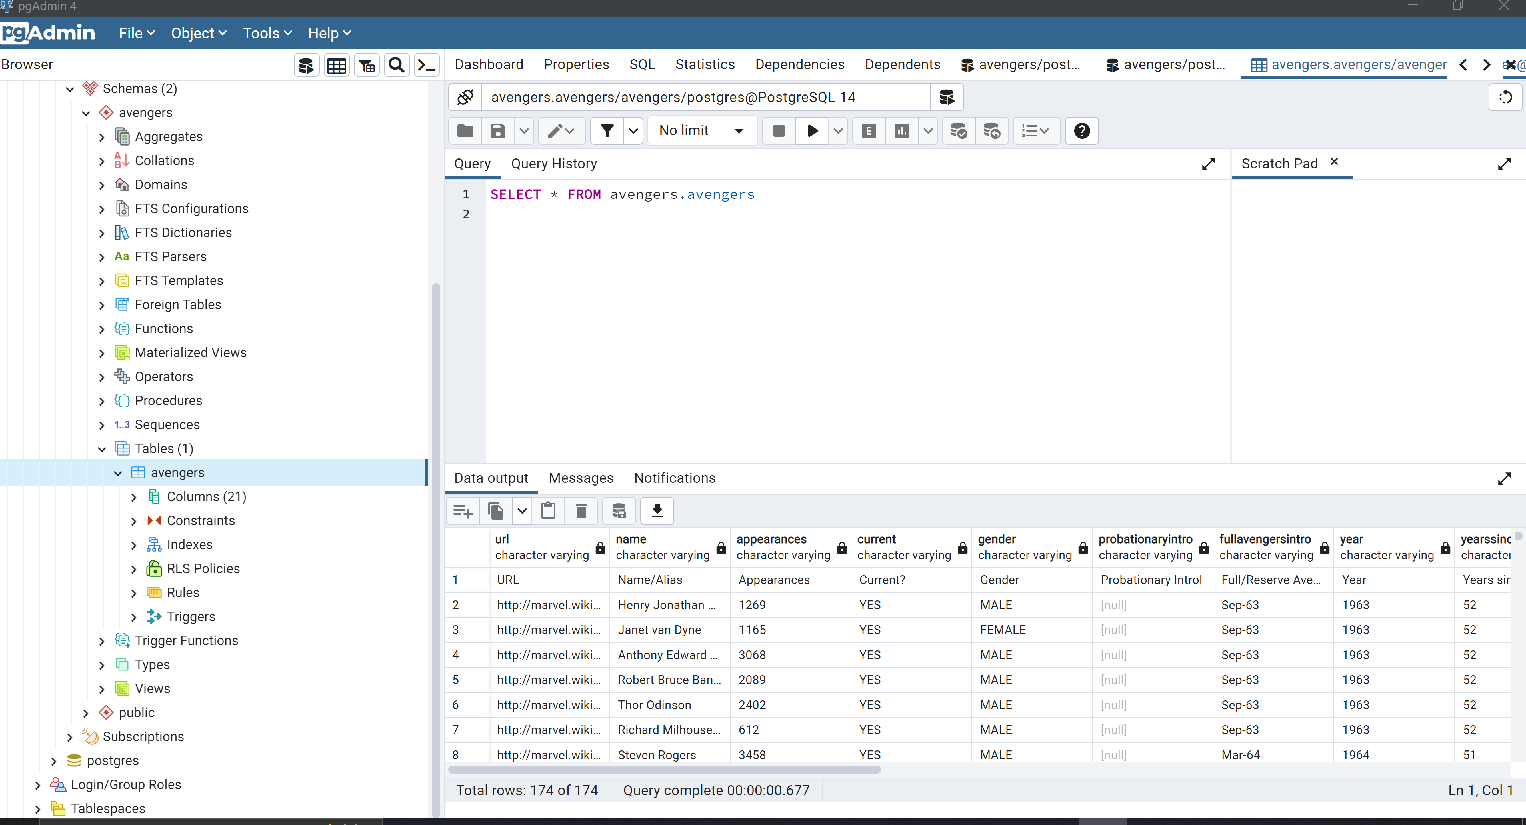 pgAdmin 4
pgAdmin File Object Tools Help
Browser
Schemas (2)
avengers
Aggregates
Collations
Domains
FTS Configurations
FTS Dictionaries
Aa FTS Parsers
FTS Templates
Foreign Tables
Functions
Materialized Views
Operators
Procedures
1..3 Sequences
Tables (1)
avengers
Columns (21)
Constraints
Indexes
RLS Policies
Rules
Triggers
Trigger Functions
Types
Views
public
Subscriptions
postgres
Login/Group Roles
Tablespaces
Dashboard Properties SQL Statistics Dependencies Dependents avengers/post... avengers/post... avengers.avengers/avenger
avengers.avengers/avengers/postgres@PostgreSQL 14
No limit
Query Query History
Scratch Pad
1 SELECT * FROM avengers.avengers
2
Data output Messages Notifications
url name appearances current gender probationaryintro fullavengersintro year yearssinc
character varying character varying character varying character varying character varying character varying character varying character varying character
1 URL Name/Alias Appearances Current? Gender Probationary Introl Full/Reserve Ave... Year Years sin
2 http://marvel.wiki... Henry Jonathan ... 1269 YES MALE [null] Sep-63 1963 52
3 http://marvel.wiki... Janet van Dyne 1165 YES FEMALE [null] Sep-63 1963 52
4 http://marvel.wiki... Anthony Edward ... 3068 YES MALE [null] Sep-63 1963 52
5 http://marvel.wiki... Robert Bruce Ban... 2089 YES MALE [null] Sep-63 1963 52
6 http://marvel.wiki... Thor Odinson 2402 YES MALE [null] Sep-63 1963 52
7 http://marvel.wiki... Richard Milhouse... 612 YES MALE [null] Sep-63 1963 52
8 http://marvel.wiki... Steven Rogers 3458 YES MALE [null] Mar-64 1964 51
Total rows: 174 of 174 Query complete 00:00:00.677 Ln 1, Col 1